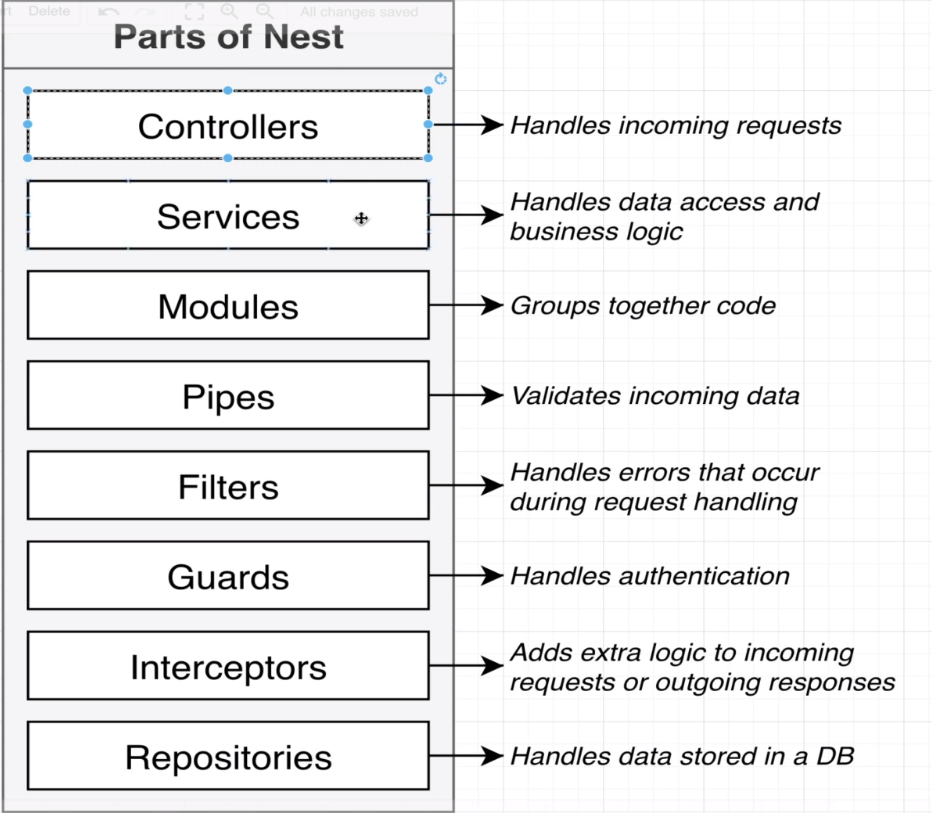 rt Delete All changes saved
Parts of Nest
Controllers
Handles incoming requests
Services
Handles data access and
business logic
Modules
Groups together code
Pipes
Validates incoming data
Filters
Handles errors that occur
during request handling
Guards
Handles authentication
Interceptors
Adds extra logic to incoming
requests or outgoing responses
Repositories
Handles data stored in a DB